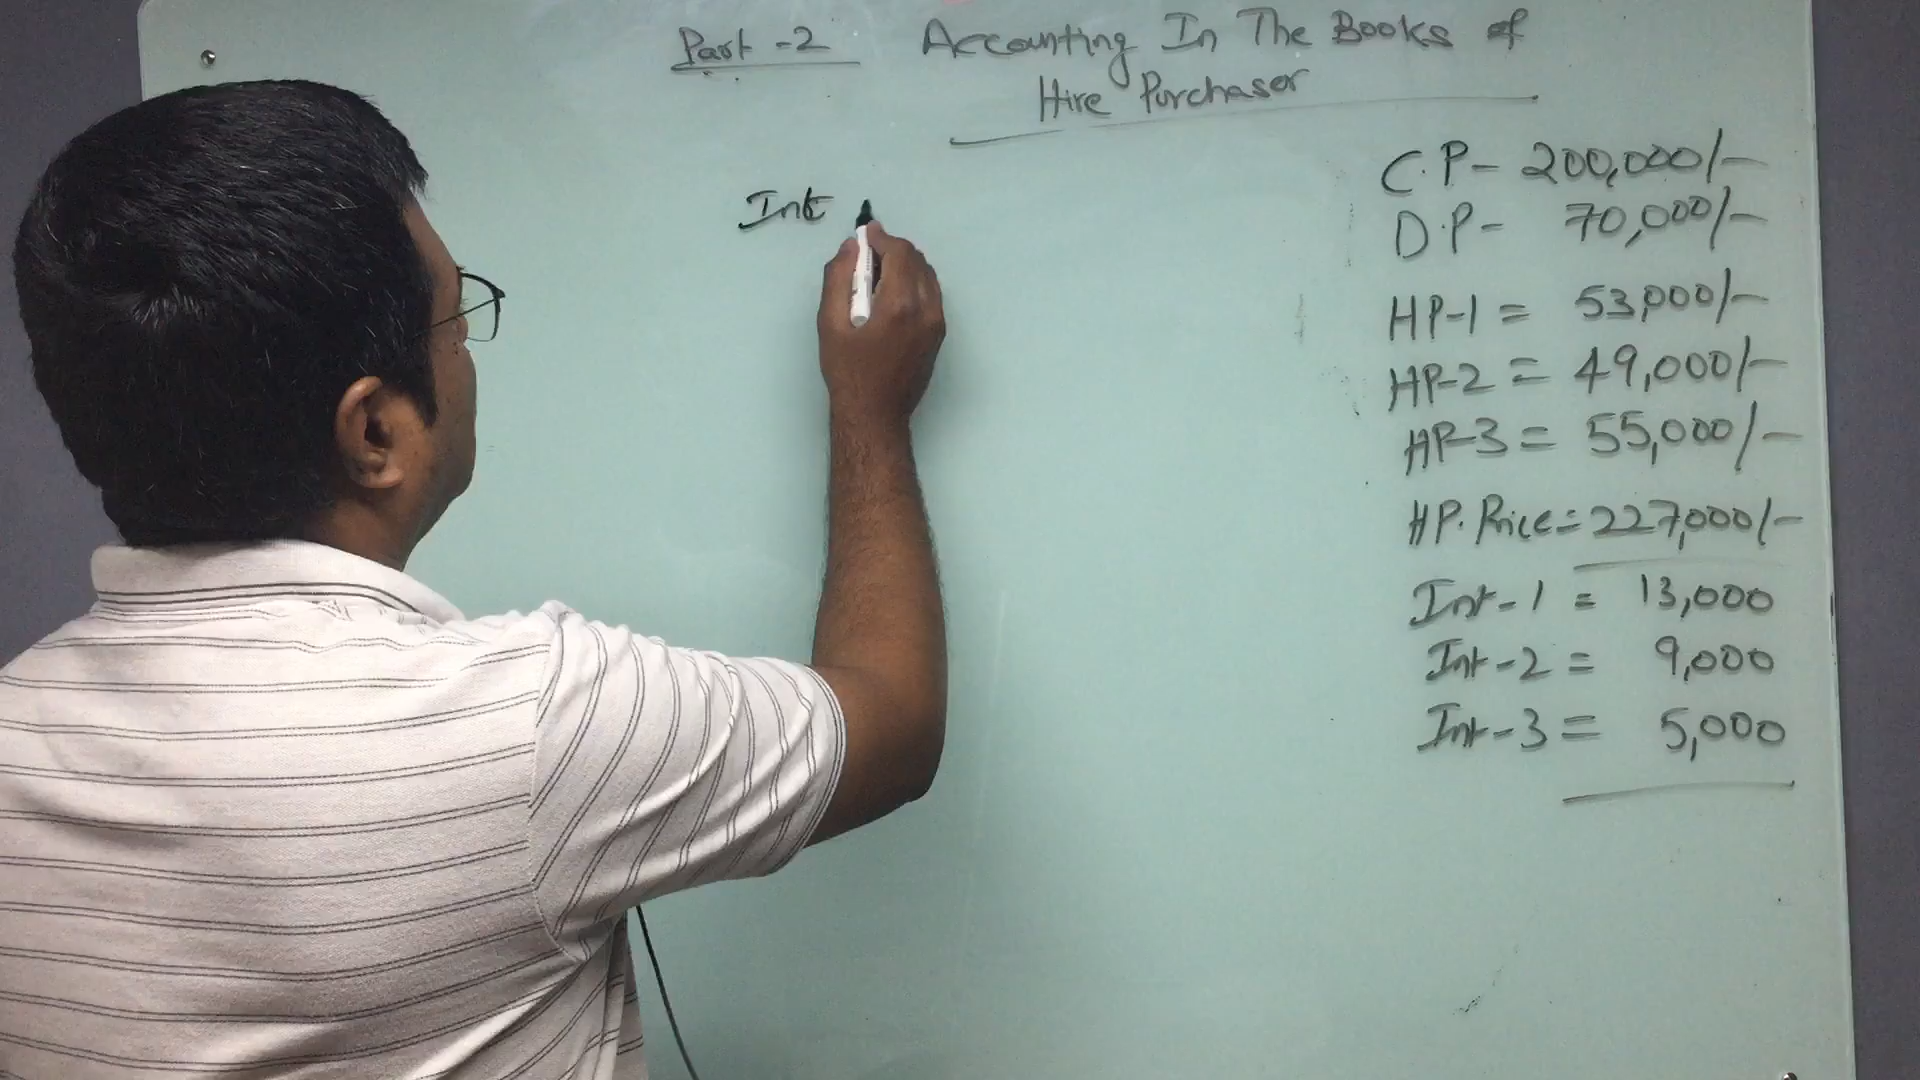 Part - 2
Accounting In The Books of
Hire Purchaser
Int
C.P - 200,000/-
D.P - 70,000/-
HP-1 = 53,000/-
HP-2 = 49,000/-
HP-3 = 55,000/-
HP. Price = 227,000/-
Int - 1 = 13,000
Int - 2 = 9,000
Int - 3 = 5,000